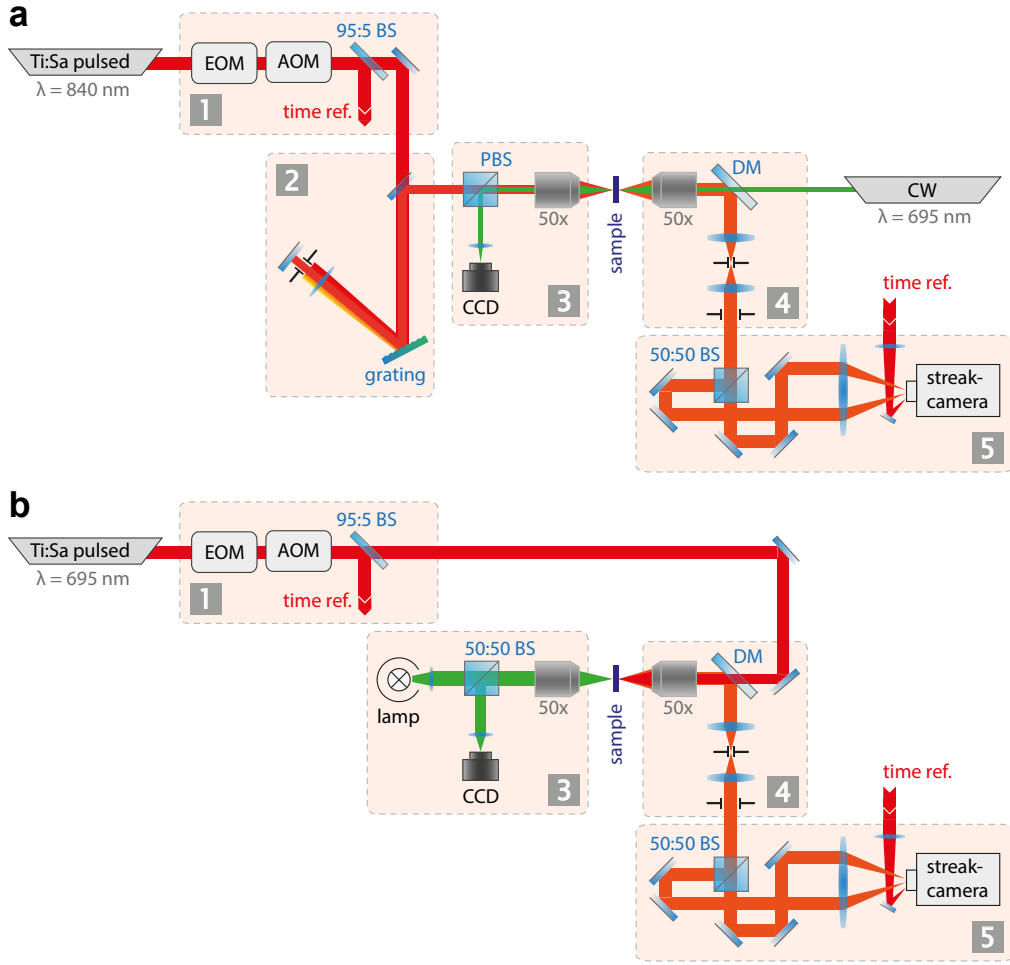 a
95:5 BS
Ti:Sa pulsed
EOM
AOM
λ = 840 nm
1
time ref.
2
PBS
DM
CW
50x
50x
λ = 695 nm
sample
CCD
3
4
time ref.
grating
50:50 BS
streak-
camera
5
b
95:5 BS
Ti:Sa pulsed
EOM
AOM
λ = 695 nm
1
time ref.
50:50 BS
DM
lamp
50x
50x
sample
CCD
3
4
time ref.
50:50 BS
streak-
camera
5